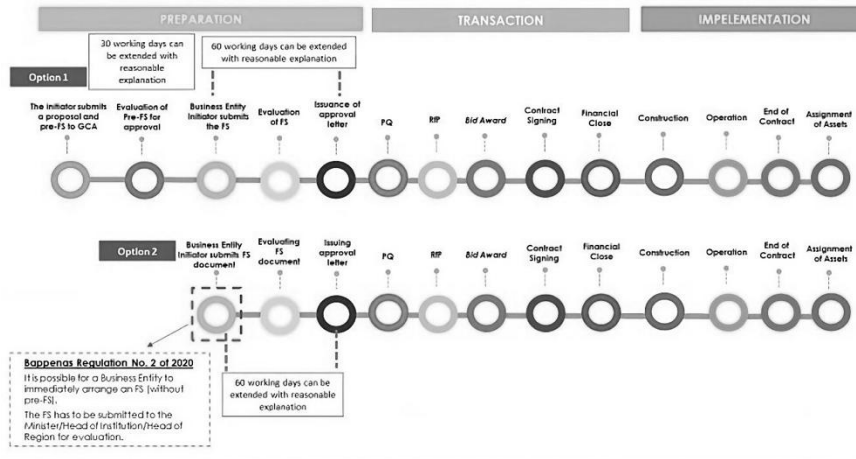 PREPARATION
TRANSACTION
IMPELEMENTATION
30 working days can
be extended with
reasonable
explanation
60 working days can be extended
with reasonable explanation
Option 1
The initiator submits
a proposal and
pre-FS to GCA
Evaluation of
Pre-FS for
approval
Business Entity
Initiator submits
the FS
Evaluation
of FS
Issuance of
approval
letter
PQ
RfP
Bid Award
Contract
Signing
Financial
Close
Construction
Operation
End of
Contract
Assignment
of Assets
Option 2
Business Entity
Initiator submits FS
document
Evaluating
FS
document
Issuing
approval
letter
PQ
RfP
Bid Award
Contract
Signing
Financial
Close
Construction
Operation
End of
Contract
Assignment
of Assets
Bappenas Regulation No. 2 of 2020
It is possible for a Business Entity to
immediately arrange an FS (without
pre-FS).
The FS has to be submitted to the
Minister/Head of Institution/Head of
Region for evaluation.
60 working days can be
extended with reasonable
explanation